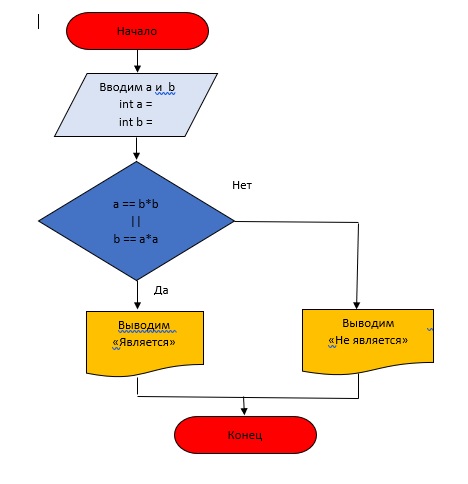 Начало
Вводим a и b
int a =
int b =
Нет
a == b*b
||
b == a*a
Да
Выводим
«Является»
Выводим
«Не является»
Конец